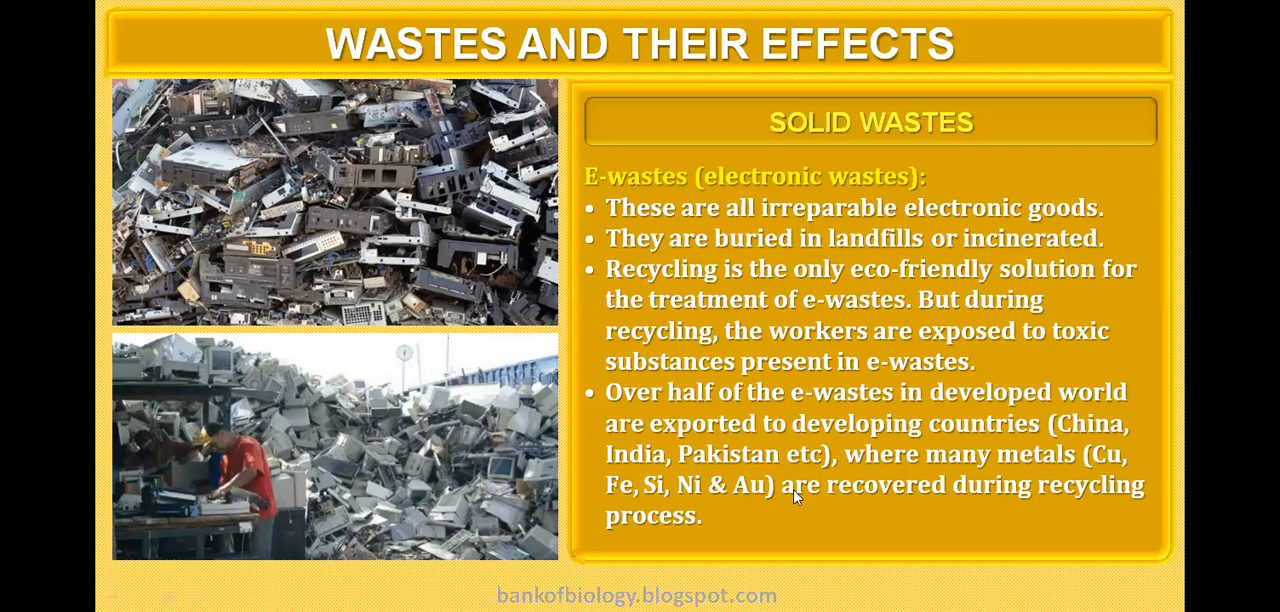 WASTES AND THEIR EFFECTS
SOLID WASTES
E-wastes (electronic wastes):
• These are all irreparable electronic goods.
• They are buried in landfills or incinerated.
• Recycling is the only eco-friendly solution for
the treatment of e-wastes. But during
recycling, the workers are exposed to toxic
substances present in e-wastes.
• Over half of the e-wastes in developed world
are exported to developing countries (China,
India, Pakistan etc), where many metals (Cu,
Fe, Si, Ni & Au) are recovered during recycling
process.
bankofbiology.blogspot.com